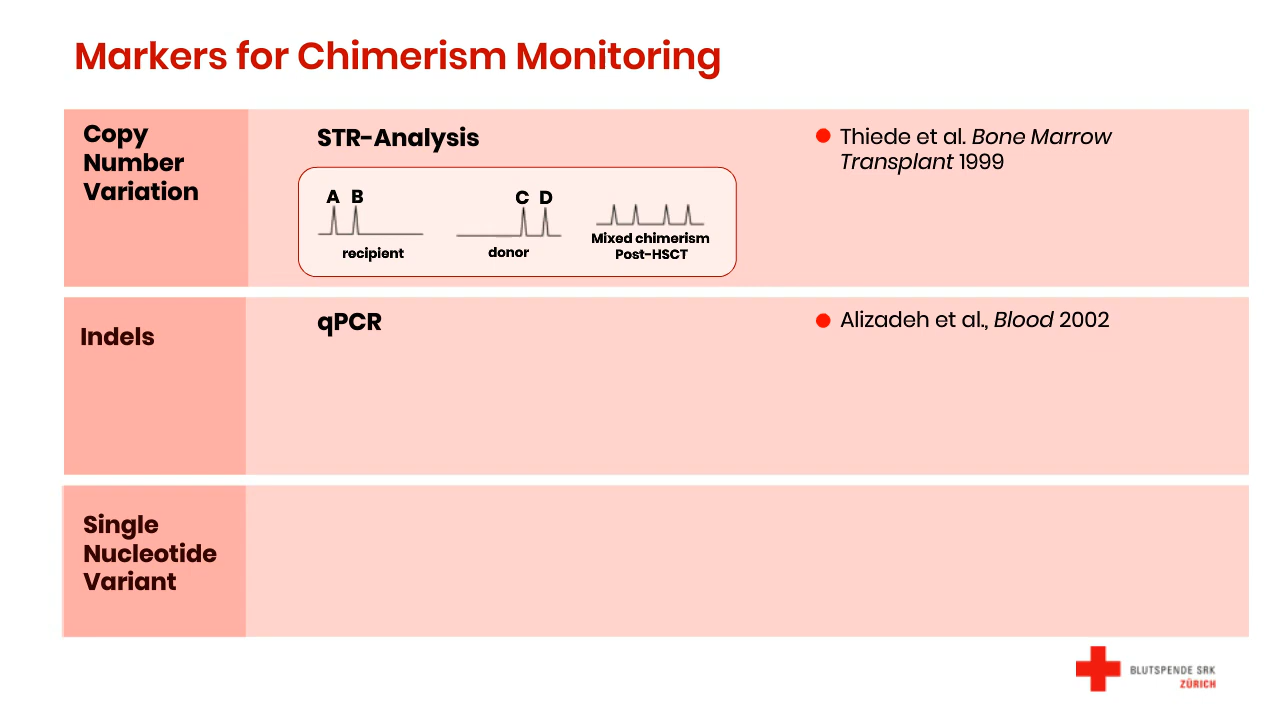 Markers for Chimerism Monitoring
Copy
Number
Variation
STR-Analysis
A B
recipient
C D
donor
Mixed chimerism
Post-HSCT
Thiede et al. Bone Marrow
Transplant 1999
Indels
qPCR
Alizadeh et al., Blood 2002
Single
Nucleotide
Variant
BLUTSPENDE SRK
ZÜRICH